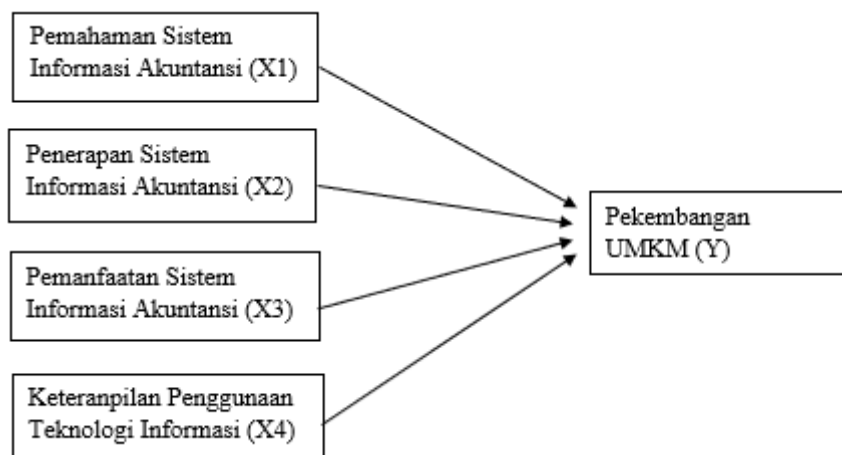 Pemahaman Sistem
Informasi Akuntansi (X1)
Penerapan Sistem
Informasi Akuntansi (X2)
Pemanfaatan Sistem
Informasi Akuntansi (X3)
Keteranpilan Penggunaan
Teknologi Informasi (X4)
Pekembangan
UMKM (Y)